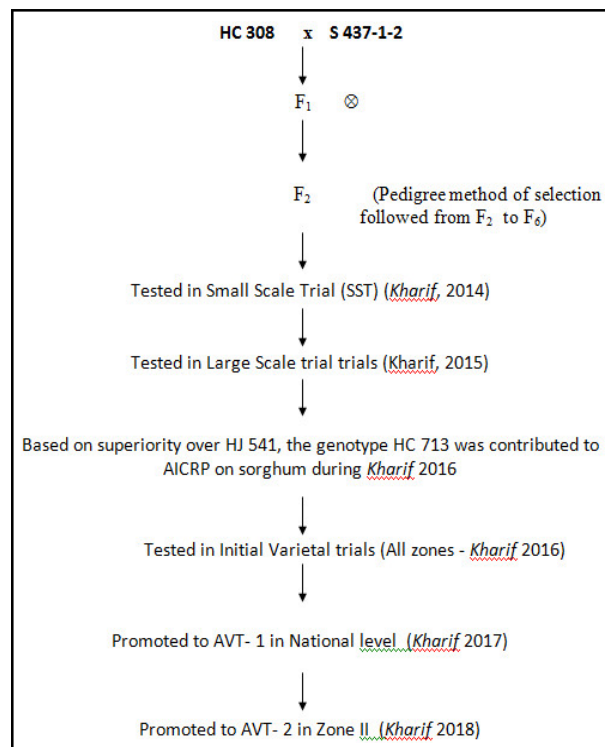 HC 308 x S 437-1-2
F₁ ⊗
F₂ (Pedigree method of selection
followed from F₂ to F₆)
Tested in Small Scale Trial (SST) (Kharif, 2014)
Tested in Large Scale trial trials (Kharif, 2015)
Based on superiority over HJ 541, the genotype HC 713 was contributed to
AICRP on sorghum during Kharif 2016
Tested in Initial Varietal trials (All zones - Kharif 2016)
Promoted to AVT- 1 in National level (Kharif 2017)
Promoted to AVT- 2 in Zone II (Kharif 2018)